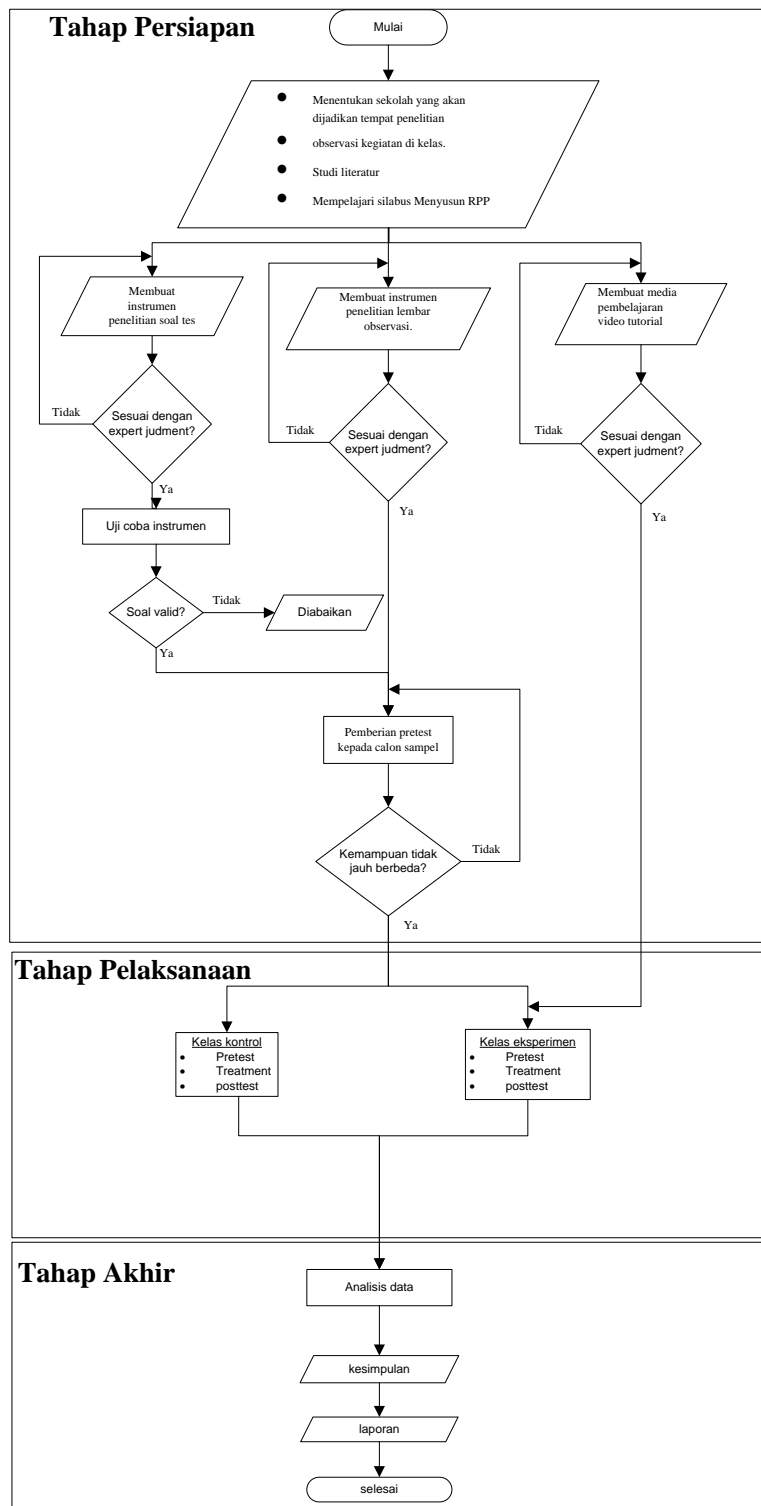 Tahap Persiapan
Mulai
● Menentukan sekolah yang akan
dijadikan tempat penelitian
● observasi kegiatan di kelas.
● Studi literatur
● Mempelajari silabus Menyusun RPP
Membuat
instrumen
penelitian soal tes
Membuat instrumen
penelitian lembar
observasi.
Membuat media
pembelajaran
video tutorial
Tidak
Sesuai dengan
expert judment?
Ya
Tidak
Sesuai dengan
expert judment?
Ya
Tidak
Sesuai dengan
expert judment?
Ya
Uji coba instrumen
Soal valid?
Tidak
Diabaikan
Ya
Pemberian pretest
kepada calon sampel
Kemampuan tidak
jauh berbeda?
Tidak
Ya
Tahap Pelaksanaan
Kelas kontrol
• Pretest
• Treatment
• posttest
Kelas eksperimen
• Pretest
• Treatment
• posttest
Tahap Akhir
Analisis data
kesimpulan
laporan
selesai